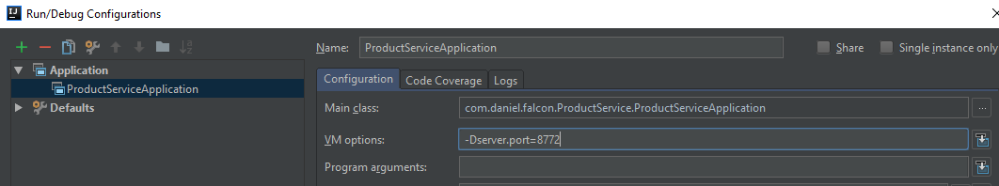 Run/Debug Configurations
Name: ProductServiceApplication
Share
Single instance only
Application
ProductServiceApplication
Defaults
Configuration
Code Coverage
Logs
Main class: com.daniel.falcon.ProductService.ProductServiceApplication
...
VM options: -Dserver.port=8772
Program arguments: